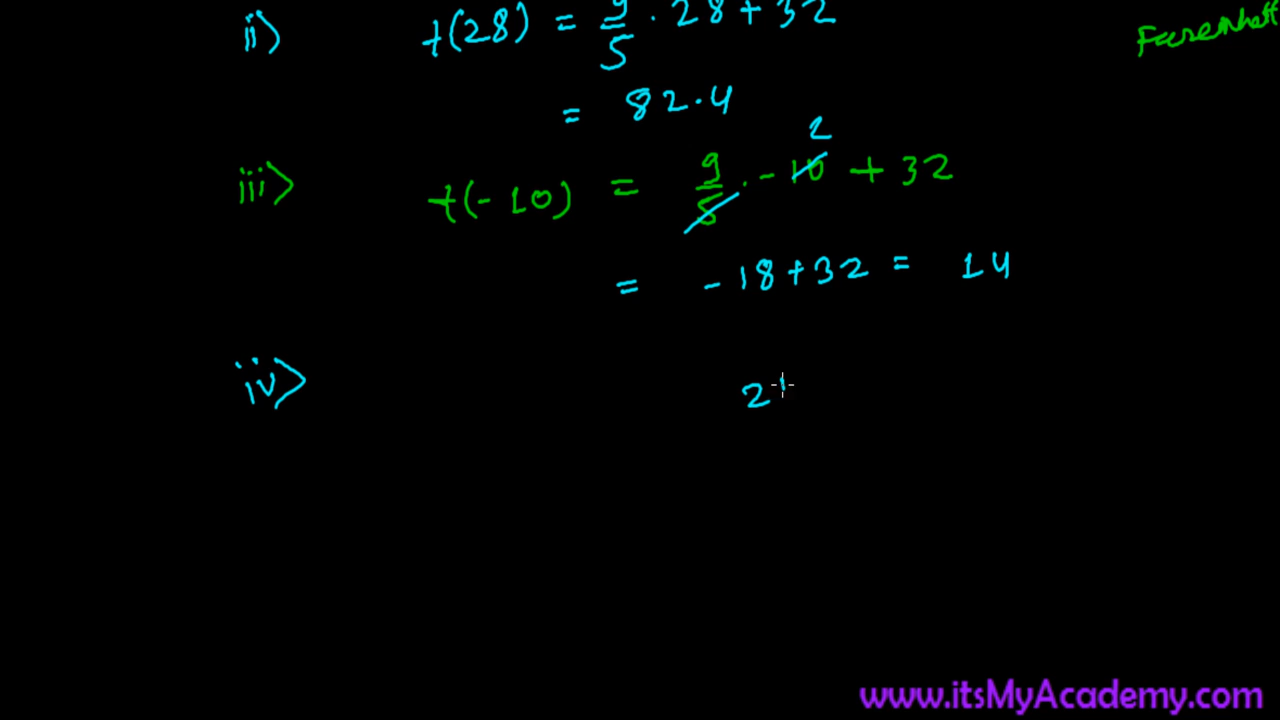 ii) t(28) = 9/5 . 28 + 32
Farenheit
= 82.4
2
iii> t(-10) = 9/5 . -10 + 32
= -18+32 = 14
iv> 21
www.itsMyAcademy.com